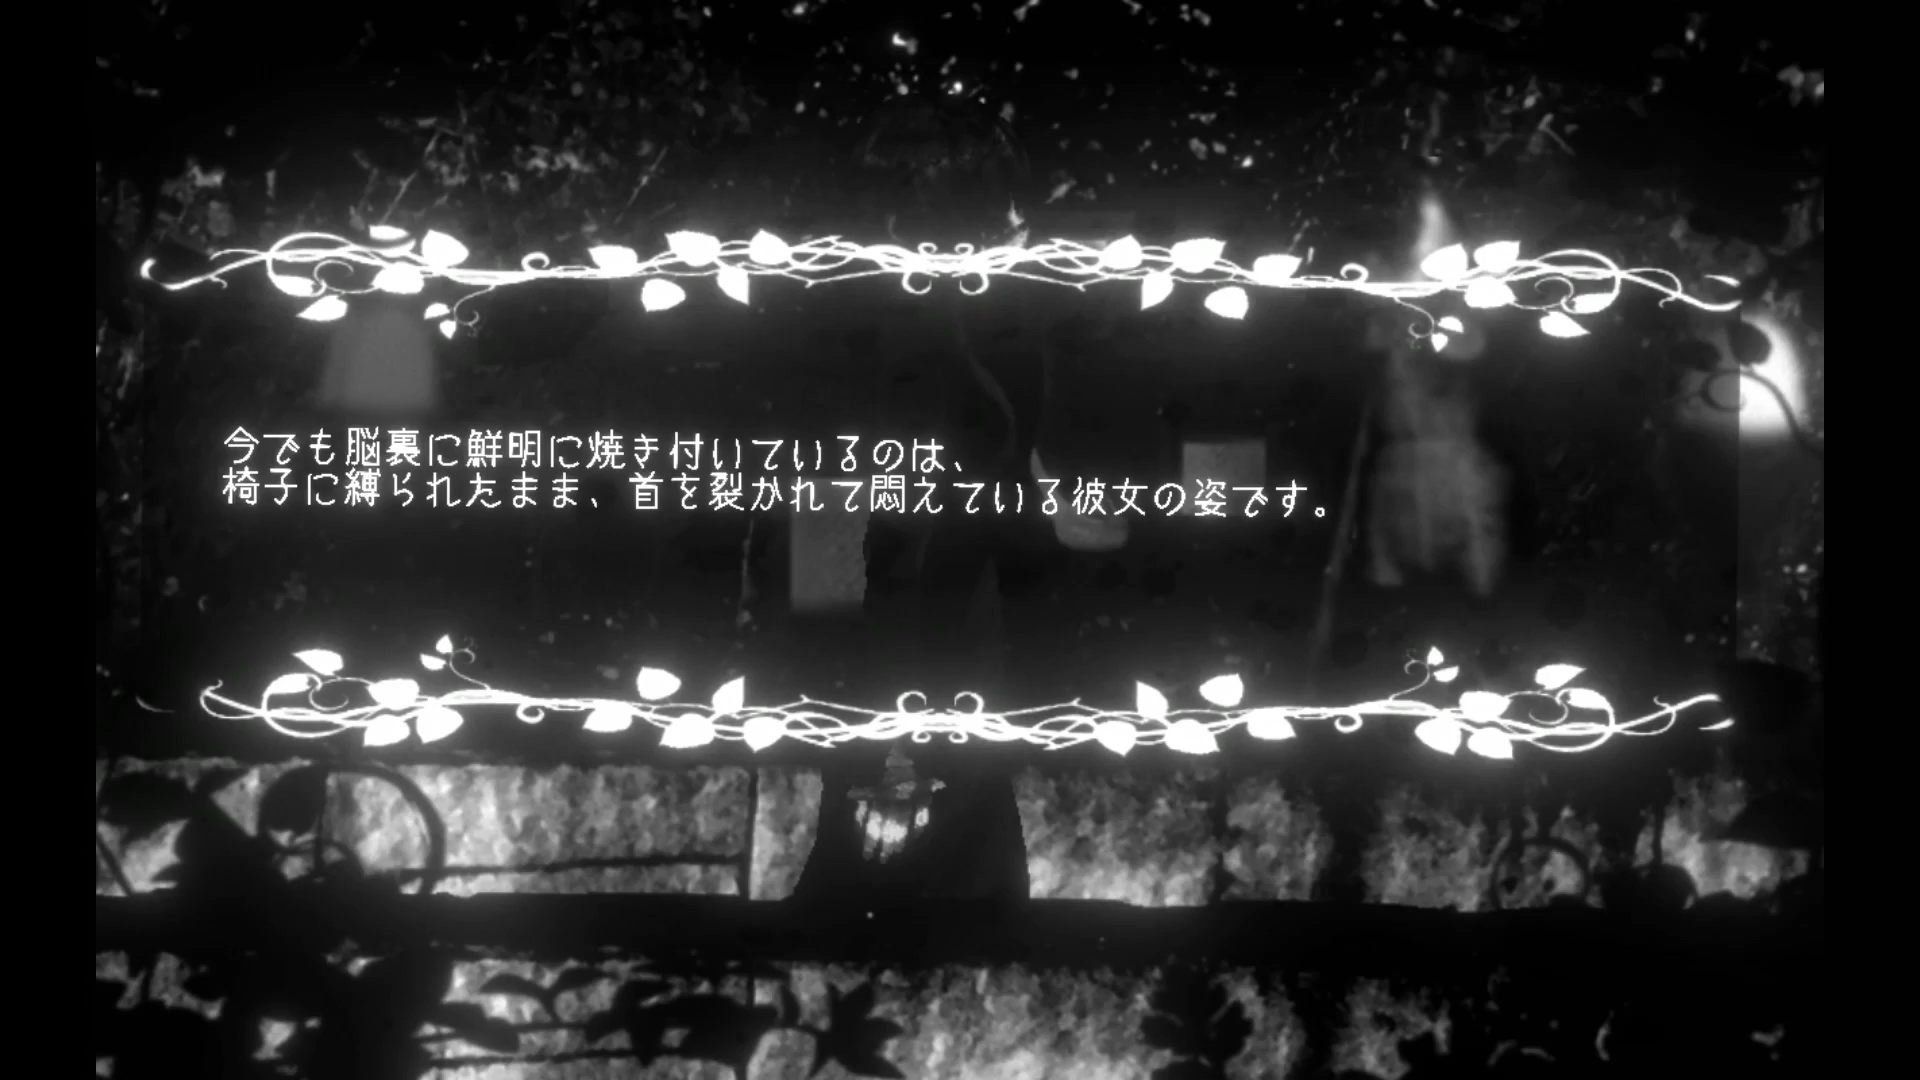 今でも脳裏に鮮明に焼き付いているのは、
椅子に縛られたまま、首を裂かれて悶えている彼女の姿です。